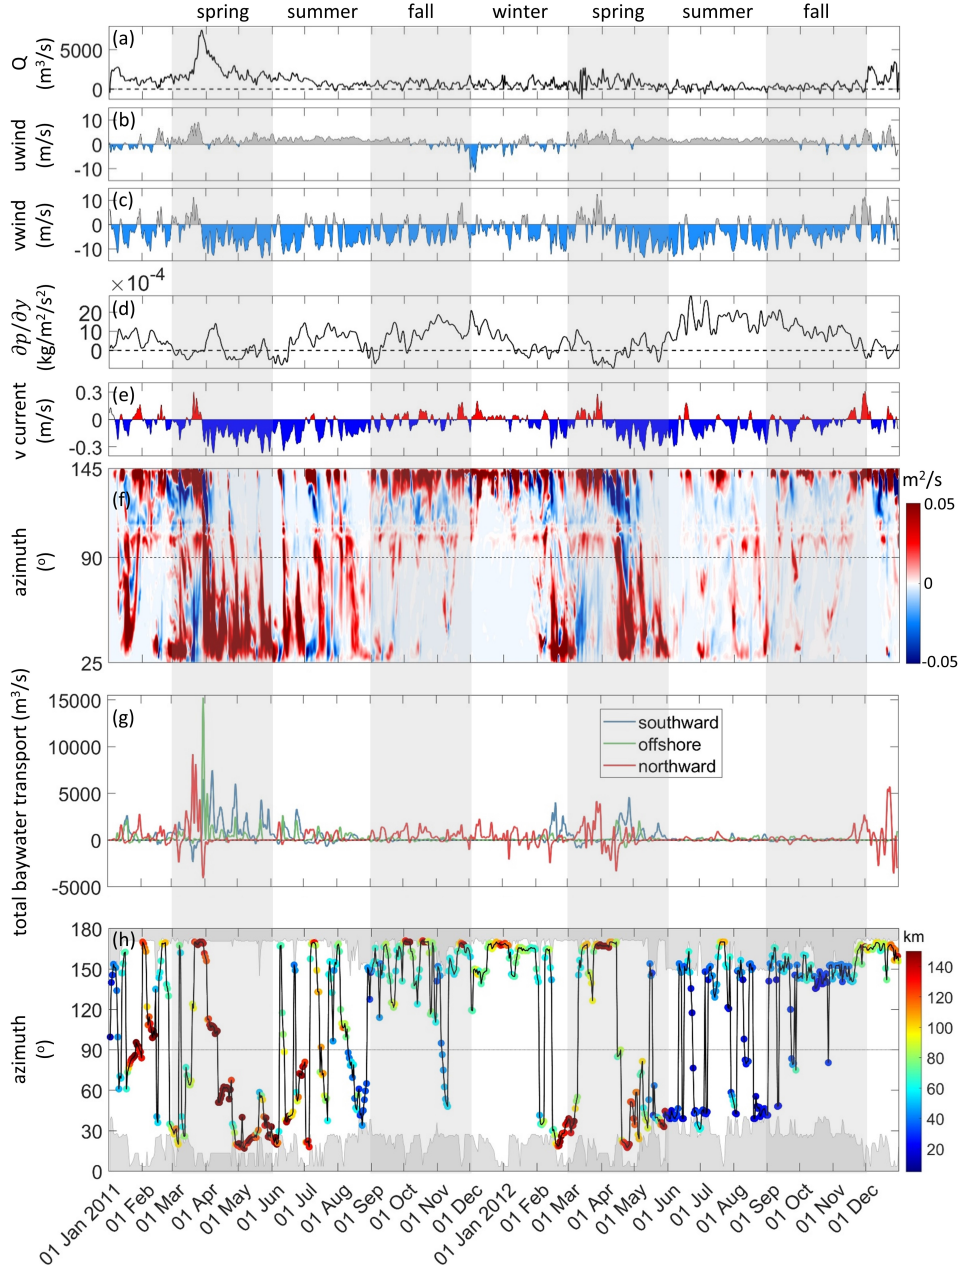 spring summer fall winter spring summer fall
(a)
Q
(m³/s)
5000
0
(b)
uwind
(m/s)
10
0
-10
(c)
vwind
(m/s)
10
0
-10
×10⁻⁴
(d)
∂p/∂y
(kg/m²/s²)
20
10
0
(e)
v current
(m/s)
0.3
0
-0.3
(f)
azimuth
(º)
145
90
25
m²/s
0.05
0
-0.05
(g)
total baywater transport (m³/s)
15000
10000
5000
0
-5000
southward
offshore
northward
(h)
azimuth
(º)
180
150
120
90
60
30
0
km
140
120
100
80
60
40
20
01 Jan 2011
01 Feb
01 Mar
01 Apr
01 May
01 Jun
01 Jul
01 Aug
01 Sep
01 Oct
01 Nov
01 Dec
01 Jan 2012
01 Feb
01 Mar
01 Apr
01 May
01 Jun
01 Jul
01 Aug
01 Sep
01 Oct
01 Nov
01 Dec